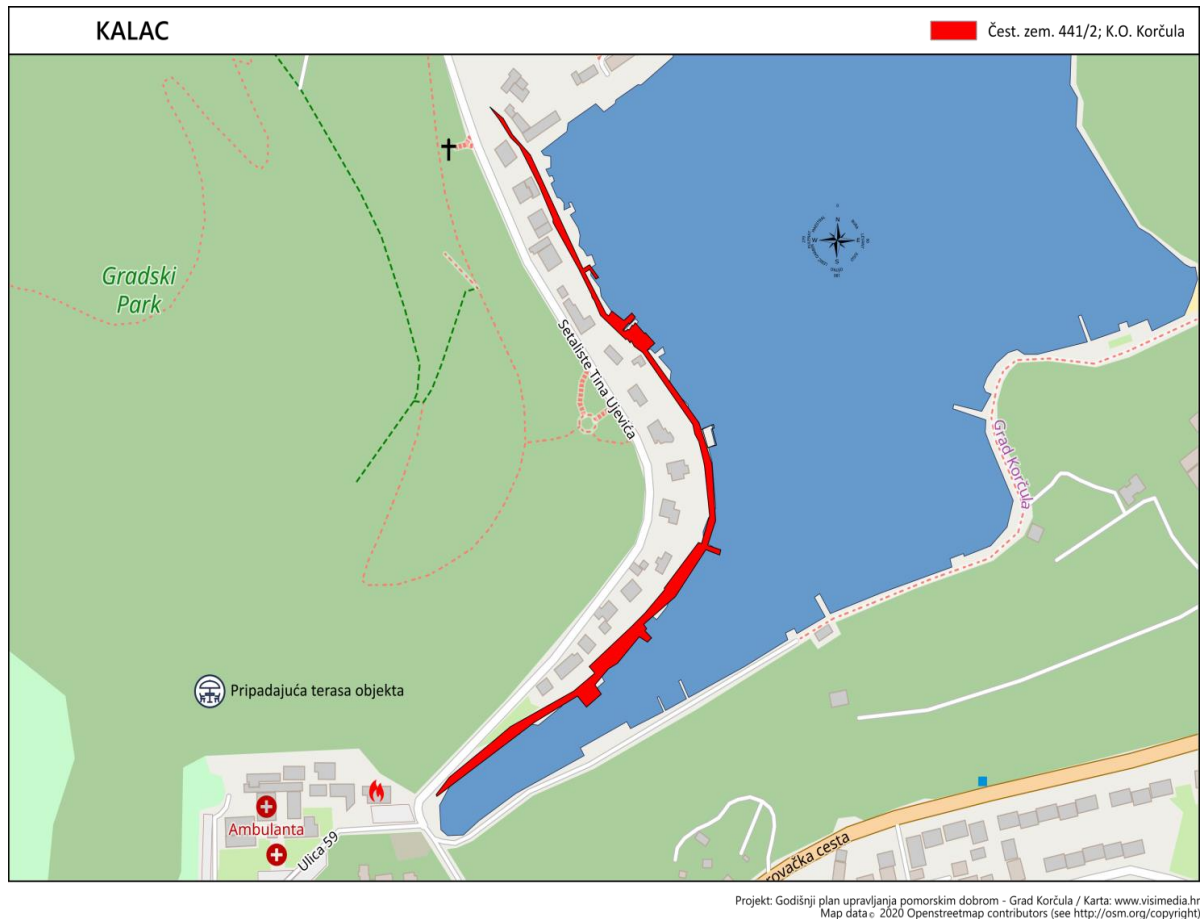 KALAC
Čest. zem. 441/2; K.O. Korčula
Gradski
Park
Setaliste Tina Ujevića
N
W
E
S
Grad Korčula
Pripadajuća terasa objekta
Ambulanta
Ulica 59
rovačka cesta
Projekt: Godišnji plan upravljanja pomorskim dobrom - Grad Korčula / Karta: www.visimedia.hr
Map data© 2020 Openstreetmap contributors (see http://osm.org/copyright)